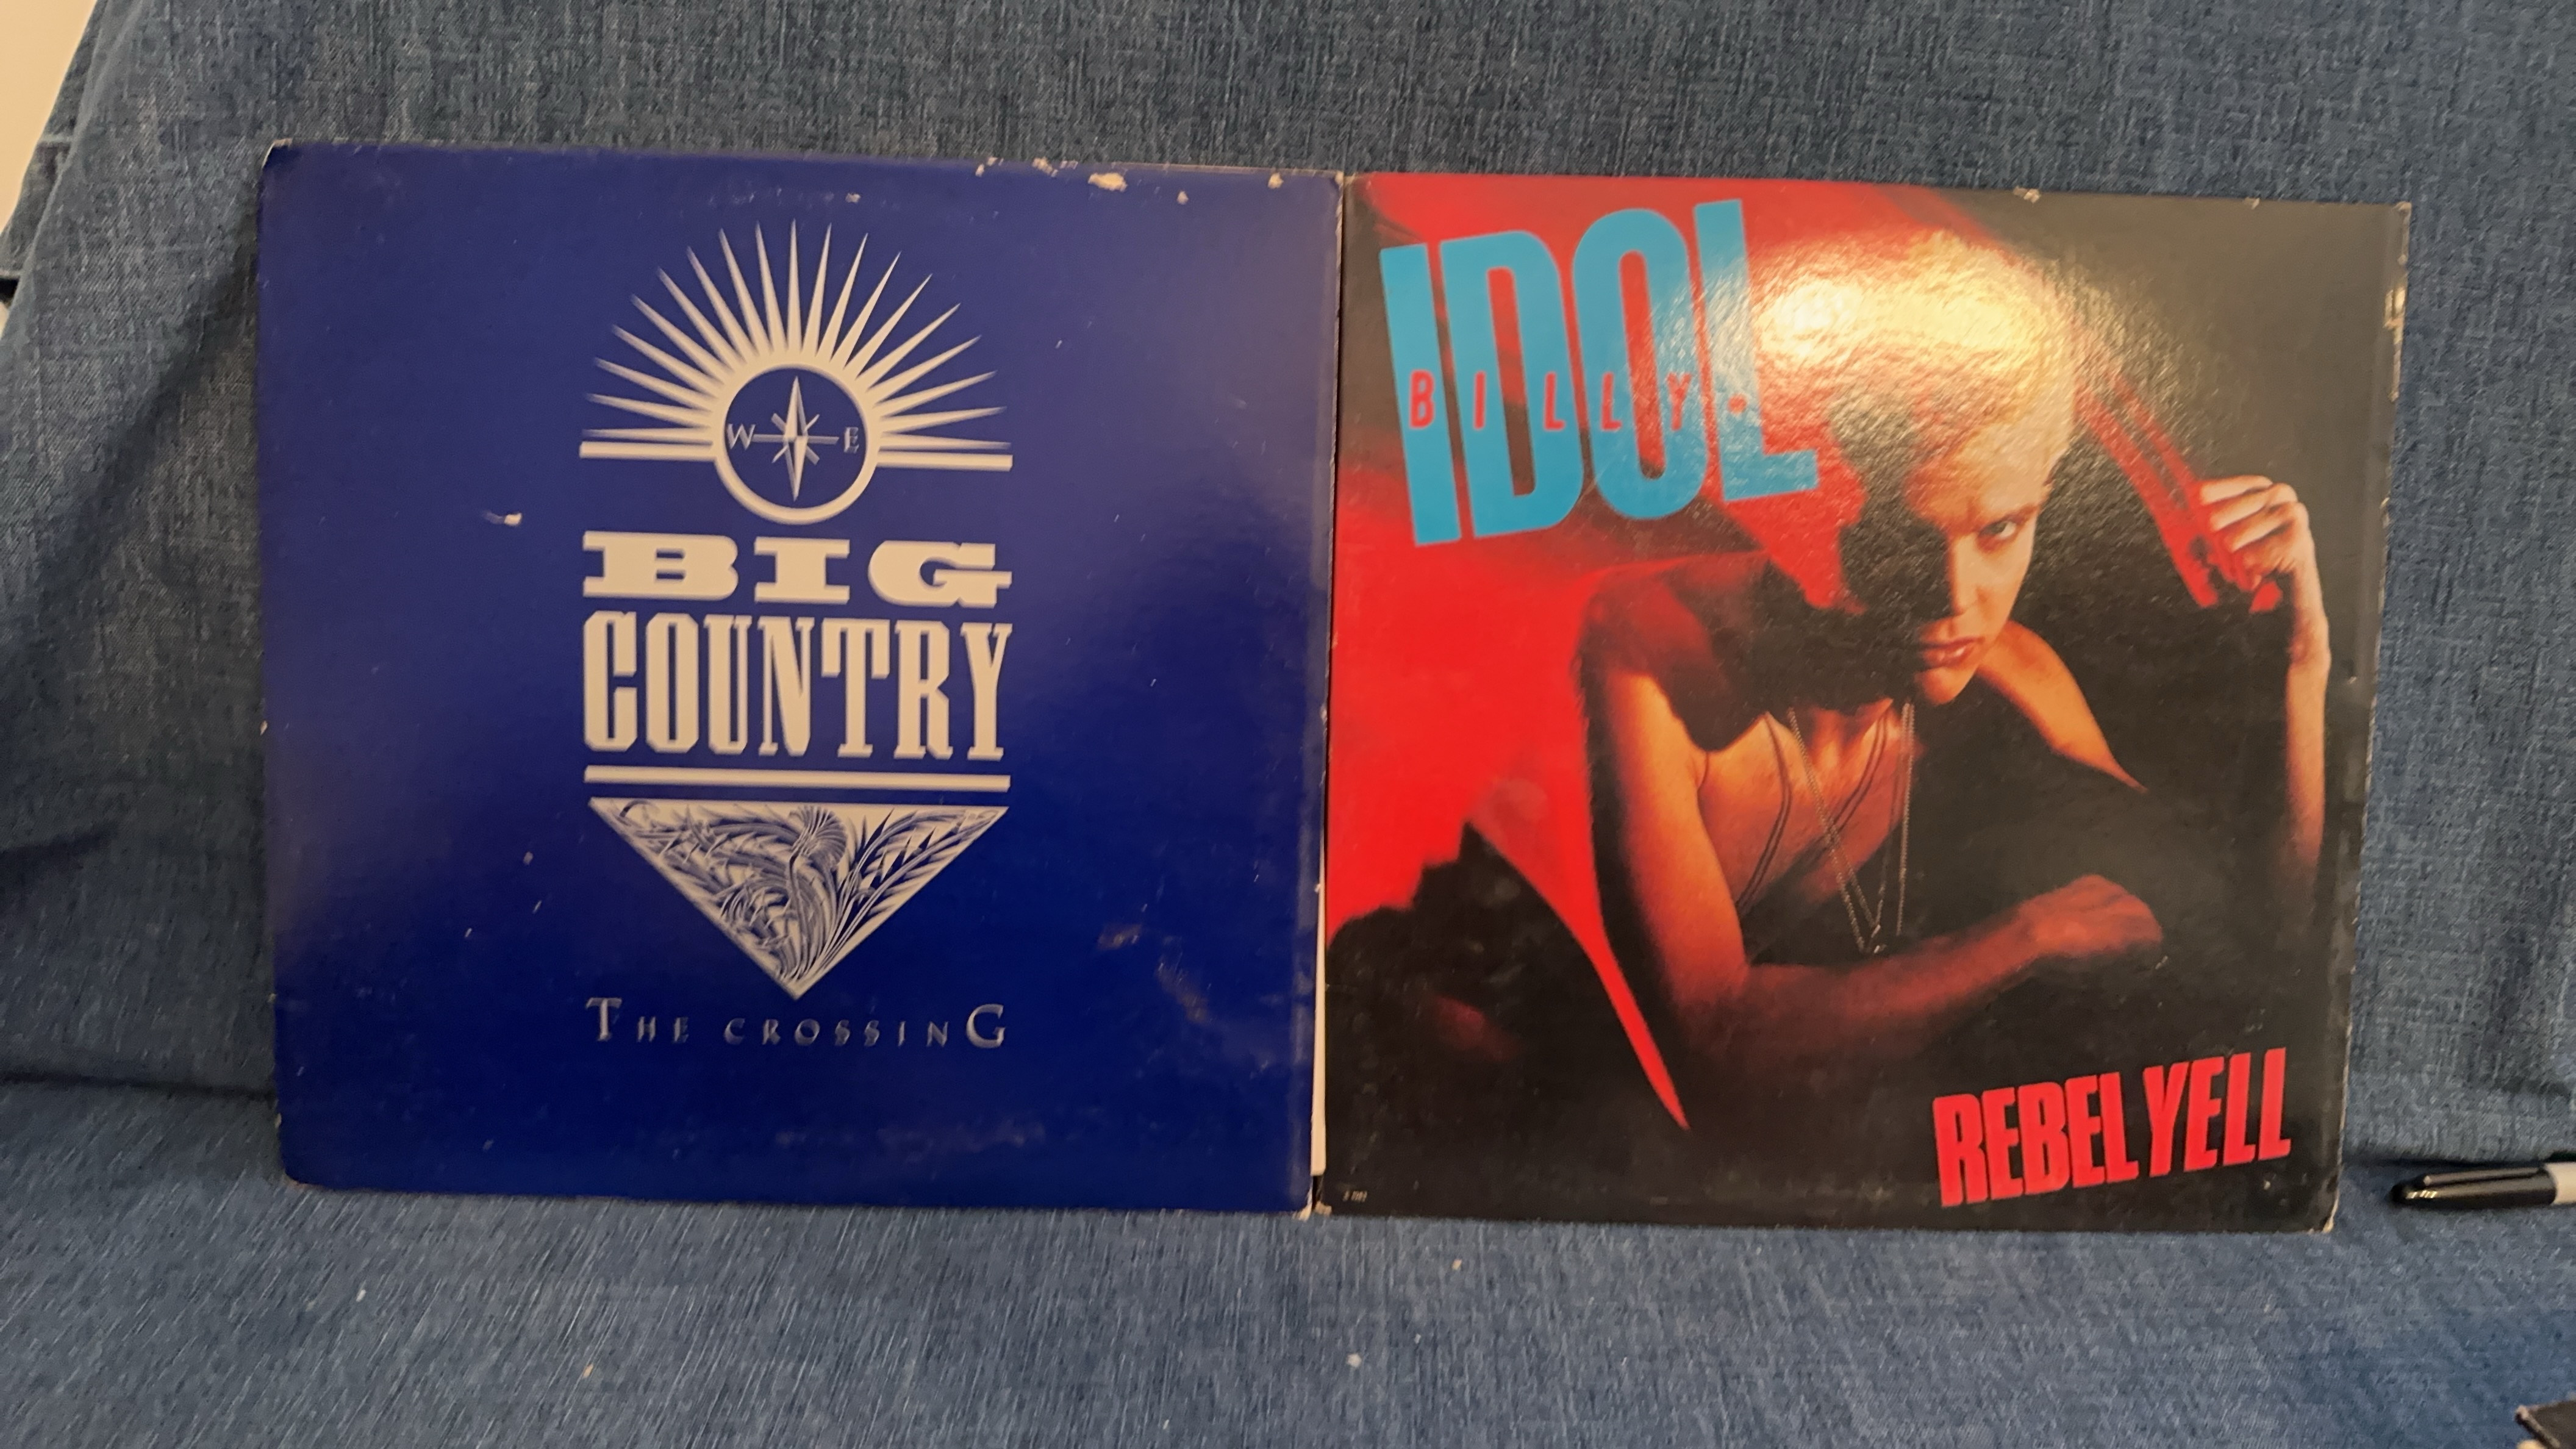 W E
BIG
COUNTRY
THE CROSSING
IDOL
BILLY
REBEL YELL